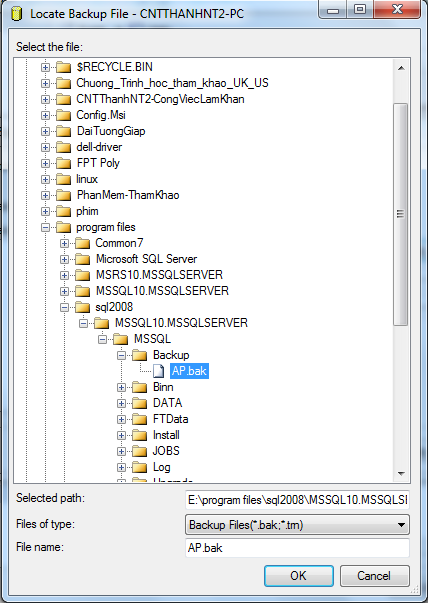 Locate Backup File - CNTTHANHNT2-PC
Select the file:
$RECYCLE.BIN
Chuong_Trinh_hoc_tham_khao_UK_US
CNTThanhNT2-CongViecLamKhan
Config.Msi
DaiTuongGiap
dell-driver
FPT Poly
linux
PhanMem-ThamKhao
phim
program files
Common7
Microsoft SQL Server
MSRS10.MSSQLSERVER
MSSQL10.MSSQLSERVER
sql2008
MSSQL10.MSSQLSERVER
MSSQL
Backup
AP.bak
Binn
DATA
FTData
Install
JOBS
Log
Selected path: E:\program files\sql2008\MSSQL10.MSSQLSE
Files of type: Backup Files(*.bak;*.trn)
File name: AP.bak
OK Cancel